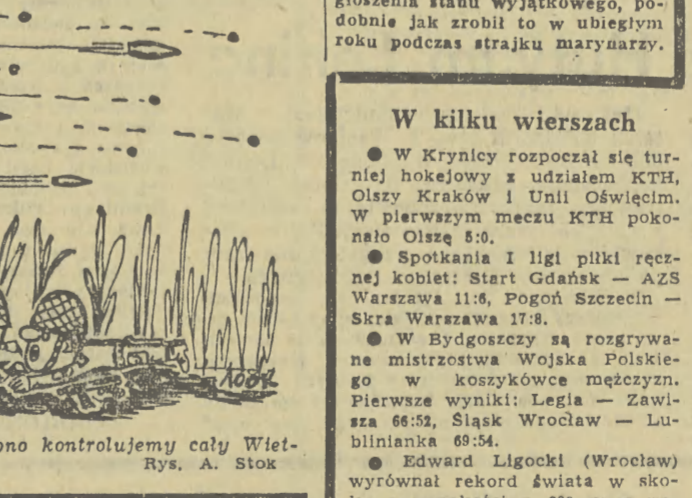 głoszenia stanu wyjątkowego, po-
dobnie jak zrobił to w ubiegłym
roku podczas strajku marynarzy.
W kilku wierszach
● W Krynicy rozpoczął się tur-
niej hokejowy z udziałem KTH,
Olszy Kraków i Unii Oświęcim.
W pierwszym meczu KTH poko-
nało Olszę 5:0.
● Spotkania I ligi piłki ręcz-
nej kobiet: Start Gdańsk — AZS
Warszawa 11:6, Pogoń Szczecin —
Skra Warszawa 17:8.
● W Bydgoszczy są rozgrywa-
ne mistrzostwa Wojska Polskie-
go w koszykówce mężczyzn.
Pierwsze wyniki: Legia — Zawi-
sza 66:52, Śląsk Wrocław — Lu-
blinianka 69:54.
● Edward Ligocki (Wrocław)
wyrównał rekord świata w sko-
ono kontrolujemy cały Wiet-
Rys. A. Stok